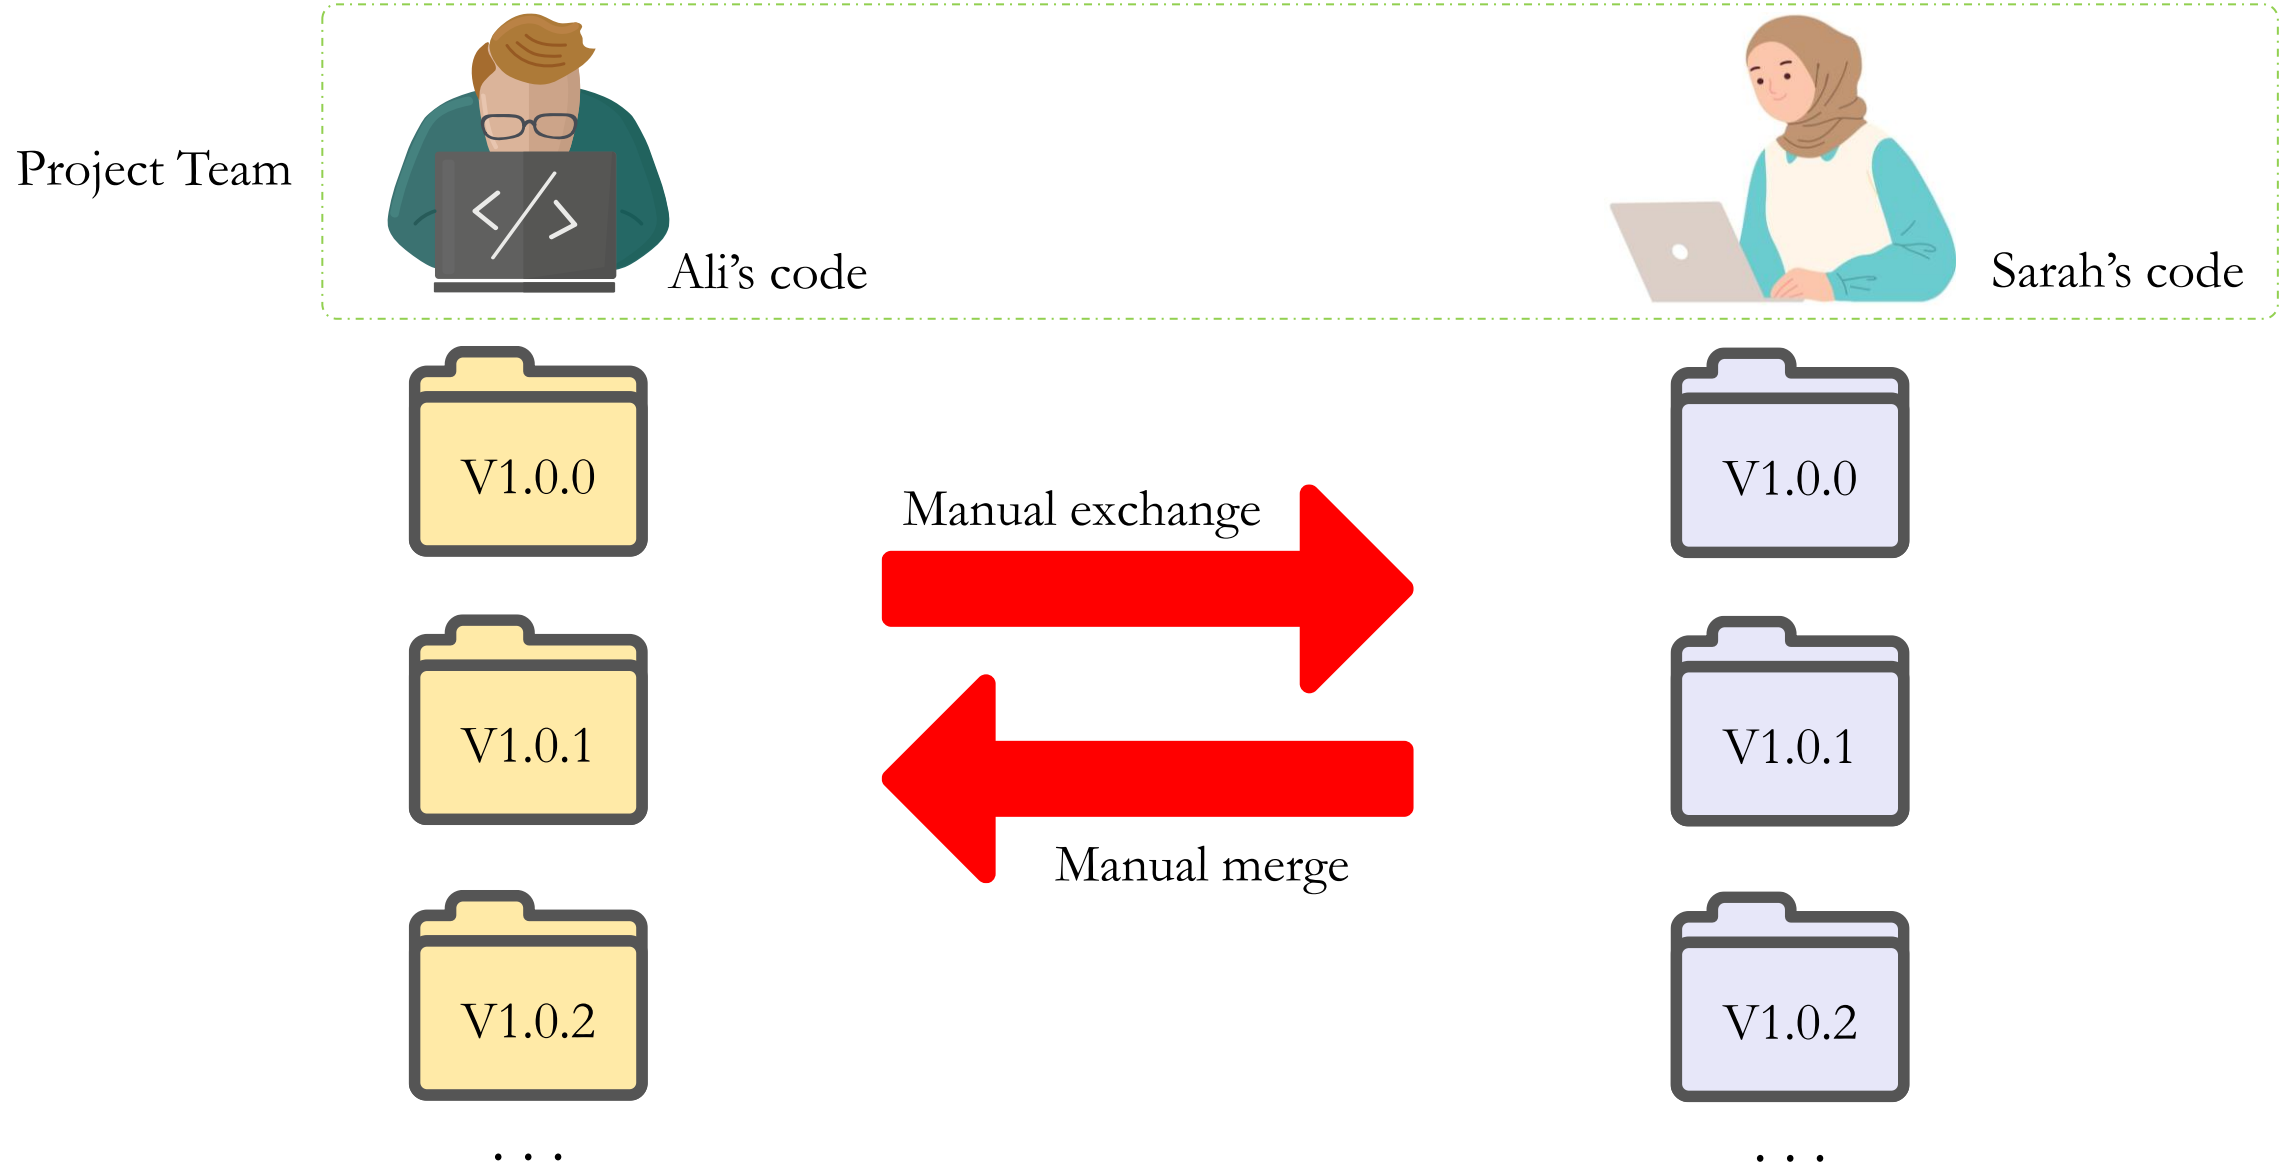 Project Team
Ali’s code
Sarah’s code
</>
V1.0.0
V1.0.0
Manual exchange
V1.0.1
V1.0.1
Manual merge
V1.0.2
V1.0.2
. . .
. . .